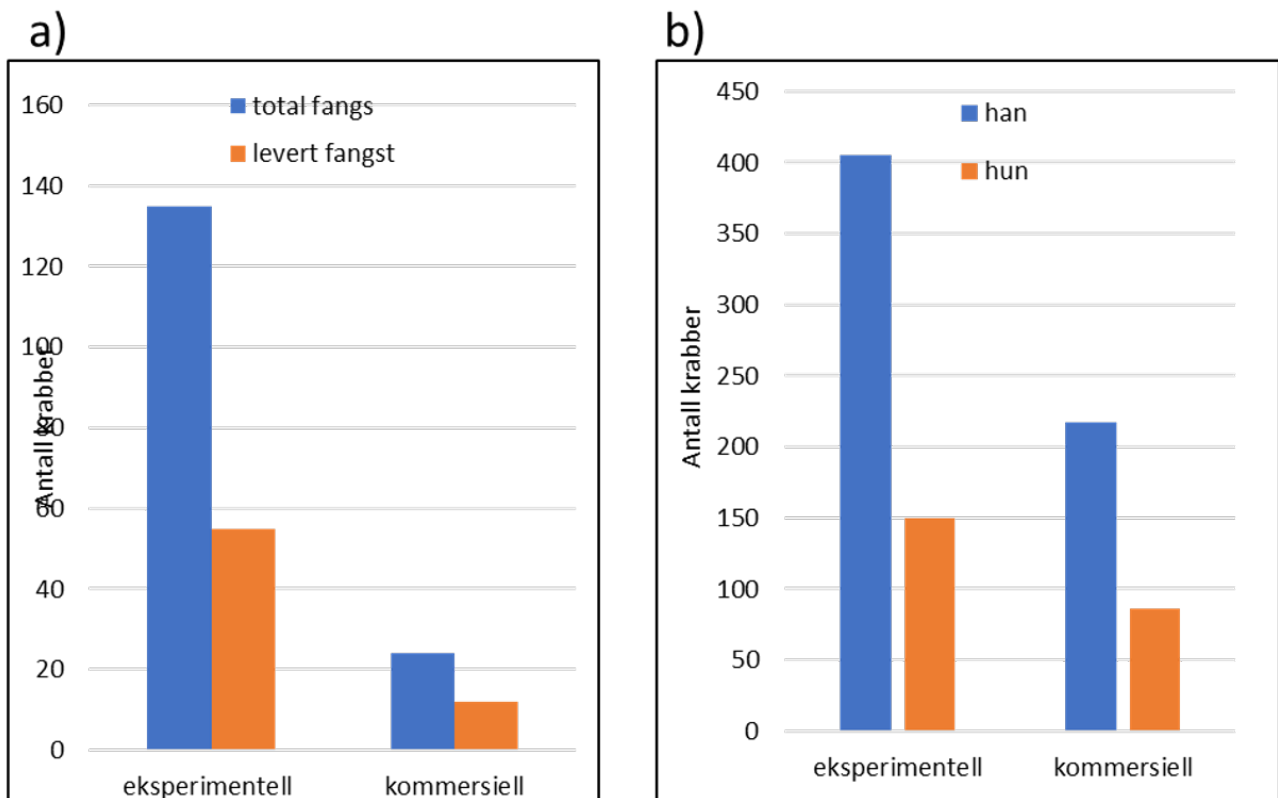 a)
160
140
120
100
80
60
40
20
0
Antall krabber
total fangs
levert fangst
eksperimentell
kommersiell
b)
450
400
350
300
250
200
150
100
50
0
Antall krabber
han
hun
eksperimentell
kommersiell